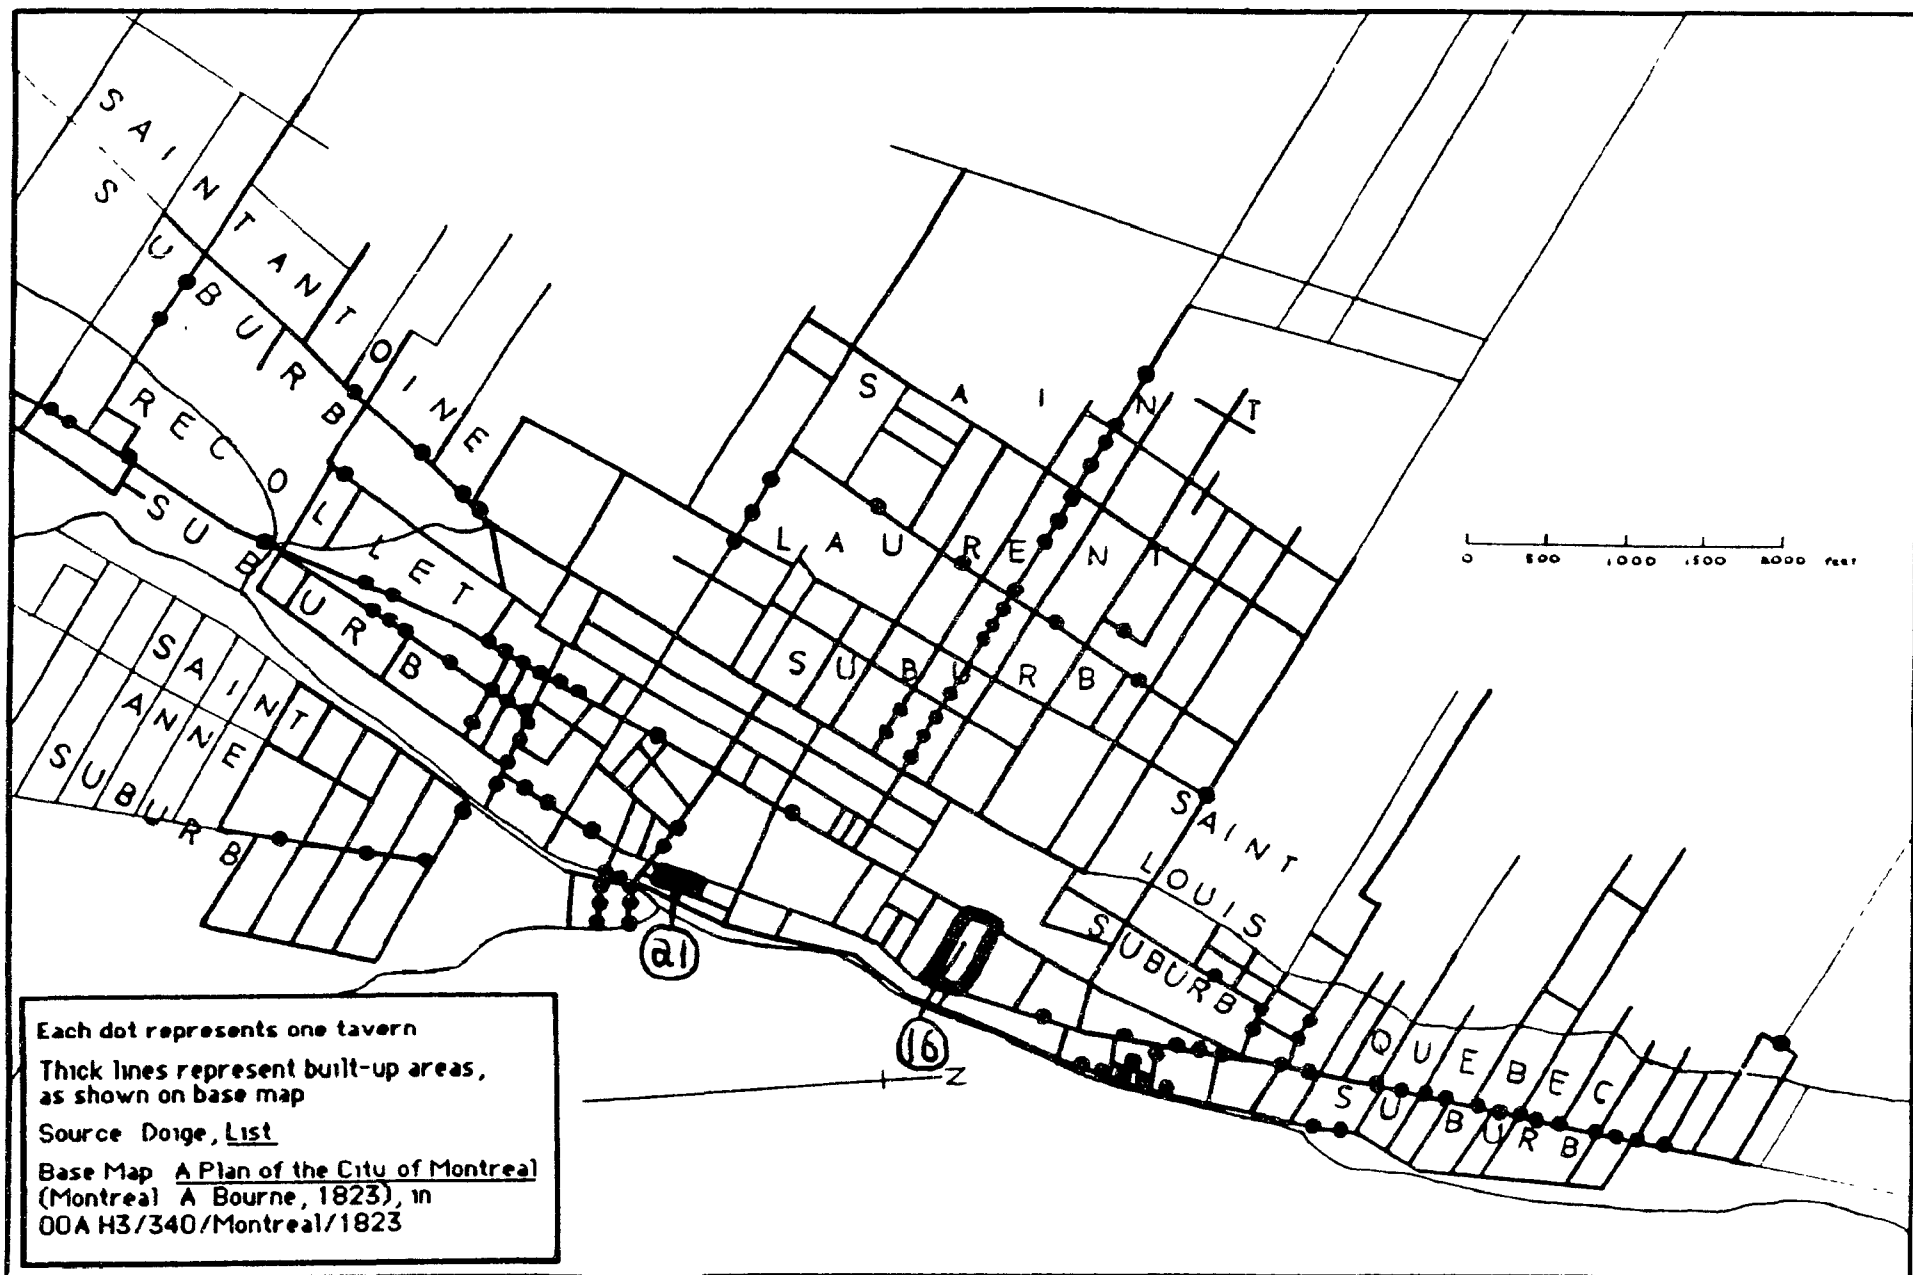 SAINT ANTOINE
SUBURB
RECOLLET
SUBURB
SAINT
LAURENT
SUBURB
0 500 1000 1500 2000 feet
SAINT
ANNE
SUBURB
SAINT
LOUIS
SUBURB
QUEBEC
SUBURB
21
16
N
Each dot represents one tavern
Thick lines represent built-up areas,
as shown on base map
Source Doige, List
Base Map A Plan of the City of Montreal
(Montreal A Bourne, 1823), in
OOA H3/340/Montreal/1823